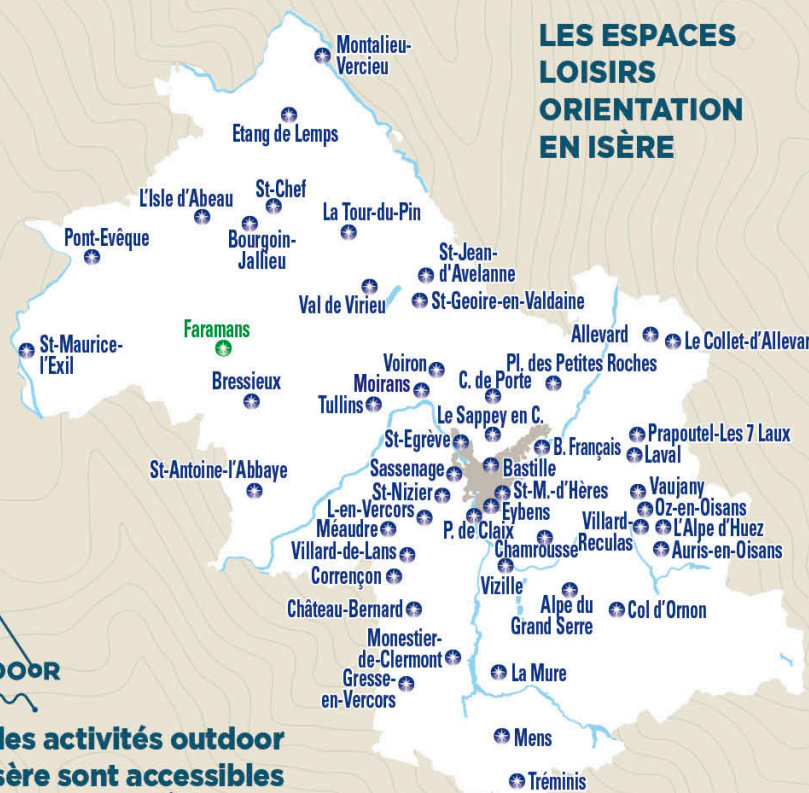 LES ESPACES
LOISIRS
ORIENTATION
EN ISÈRE
Montalieu-
Vercieu
Etang de Lemps
St-Chef
L'Isle d'Abeau
La Tour-du-Pin
Bourgoin-
Jallieu
Pont-Evêque
St-Jean-
d'Avelanne
Val de Virieu
St-Geoire-en-Valdaine
Faramans
St-Maurice-
l'Exil
Allevard
Le Collet-d'Allevar
Bressieux
Voiron
Pl. des Petites Roches
Moirans
C. de Porte
Tullins
Le Sappey en C.
St-Egrève
B. Français
Prapoutel-Les 7 Laux
Laval
St-Antoine-l'Abbaye
Sassenage
Bastille
St-Nizier
St-M.-d'Hères
Vaujany
L-en-Vercors
Eybens
Oz-en-Oisans
Méaudre
P. de Claix
Villard-
Reculas
L'Alpe d'Huez
Chamrousse
Auris-en-Oisans
Villard-de-Lans
Corrençon
Vizille
Château-Bernard
Alpe du
Grand Serre
Col d'Ornon
Monestier-
de-Clermont
Gresse-
en-Vercors
La Mure
OOOR
des activités outdoor
sère sont accessibles
Mens
Tréminis